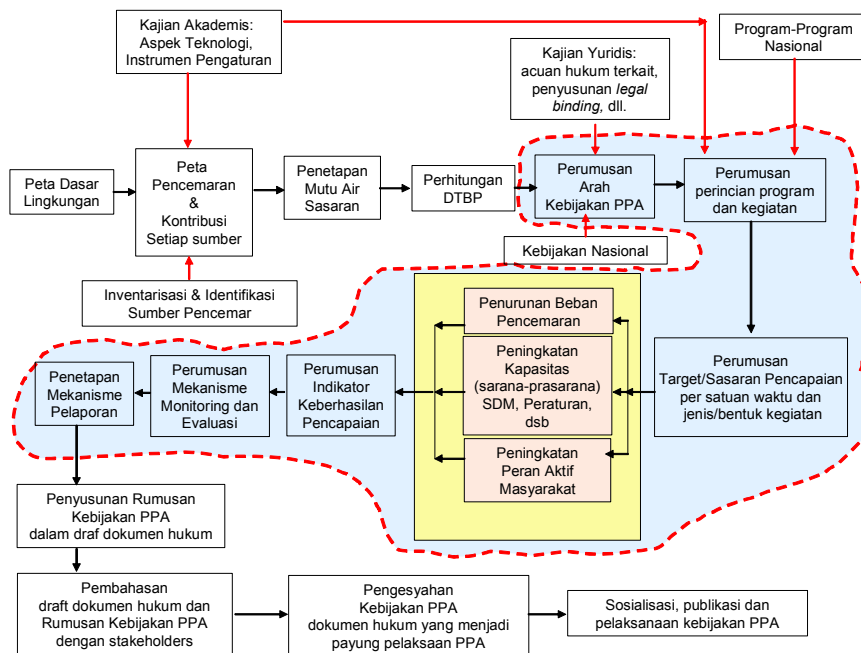 Kajian Akademis:
Aspek Teknologi,
Instrumen Pengaturan
Kajian Yuridis:
acuan hukum terkait,
penyusunan legal
binding, dll.
Program-Program
Nasional
Peta Dasar
Lingkungan
Peta
Pencemaran
&
Kontribusi
Setiap sumber
Penetapan
Mutu Air
Sasaran
Perhitungan
DTBP
Perumusan
Arah
Kebijakan PPA
Perumusan
perincian program
dan kegiatan
Kebijakan Nasional
Inventarisasi & Identifikasi
Sumber Pencemar
Penurunan Beban
Pencemaran
Peningkatan
Kapasitas
(sarana-prasarana)
SDM, Peraturan,
dsb
Peningkatan
Peran Aktif
Masyarakat
Perumusan
Target/Sasaran Pencapaian
per satuan waktu dan
jenis/bentuk kegiatan
Perumusan
Indikator
Keberhasilan
Pencapaian
Perumusan
Mekanisme
Monitoring dan
Evaluasi
Penetapan
Mekanisme
Pelaporan
Penyusunan Rumusan
Kebijakan PPA
dalam draf dokumen hukum
Pembahasan
draft dokumen hukum dan
Rumusan Kebijakan PPA
dengan stakeholders
Pengesyahan
Kebijakan PPA
dokumen hukum yang menjadi
payung pelaksaan PPA
Sosialisasi, publikasi dan
pelaksanaan kebijakan PPA